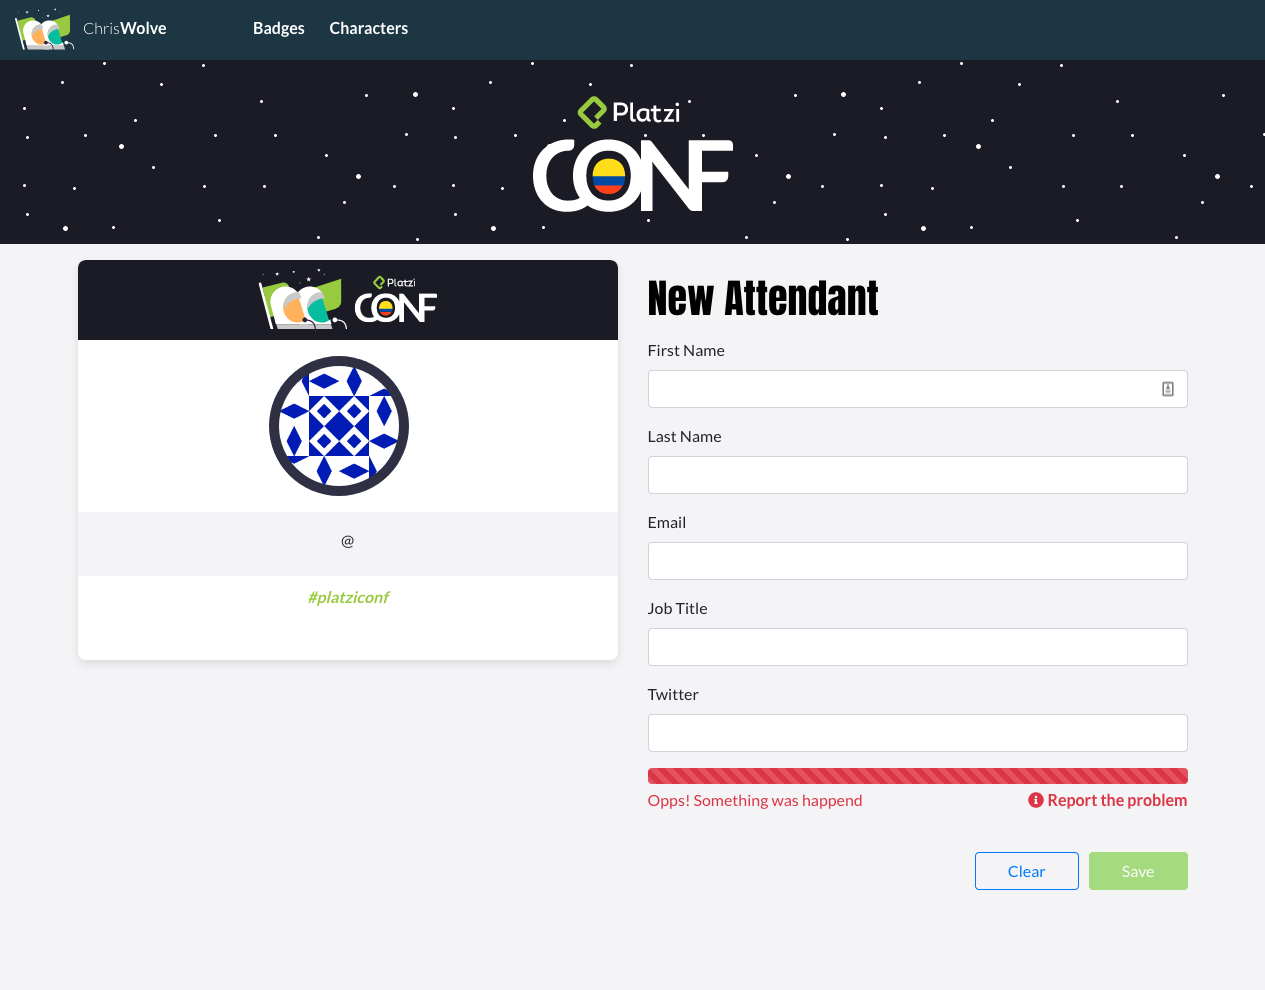 ChrisWolve Badges Characters
Platzi
CONF
Platzi
CONF
@
#platziconf
New Attendant
First Name
Last Name
Email
Job Title
Twitter
Opps! Something was happend Report the problem
Clear Save